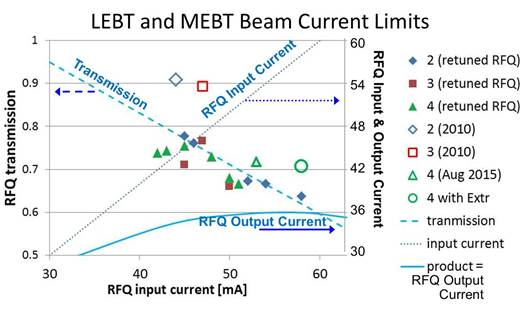 LEBT and MEBT Beam Current Limits
1
0.9
0.8
0.7
0.6
0.5
RFQ transmission
30
40
50
60
RFQ input current [mA]
60
54
48
42
36
30
RFQ Input & Output Current
Transmission
RFQ Input Current
RFQ Output Current
2 (retuned RFQ)
3 (retuned RFQ)
4 (retuned RFQ)
2 (2010)
3 (2010)
4 (Aug 2015)
4 with Extr
tranmission
input current
product =
RFQ Output
Current